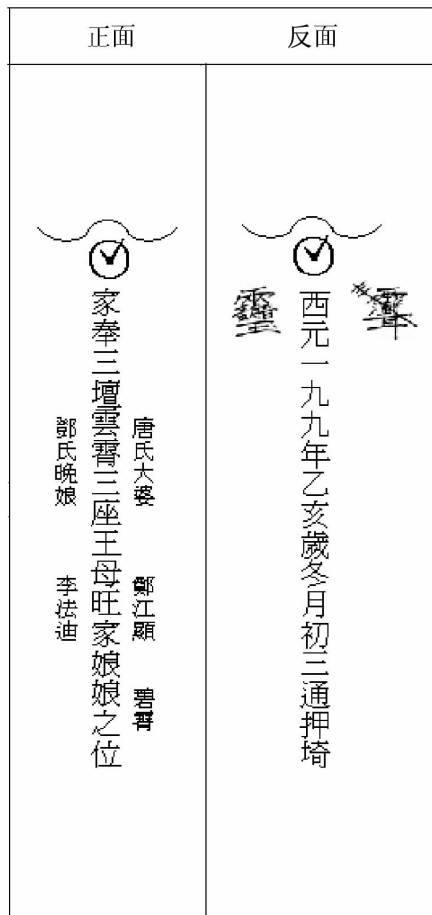 正面
反面
唐氏大婆 鄭江顯 碧霄
家奉三壇雲霄三座王母旺家娘娘之位
鄧氏晚娘 李法迪
西元一九九年乙亥歲冬月初三通押埼